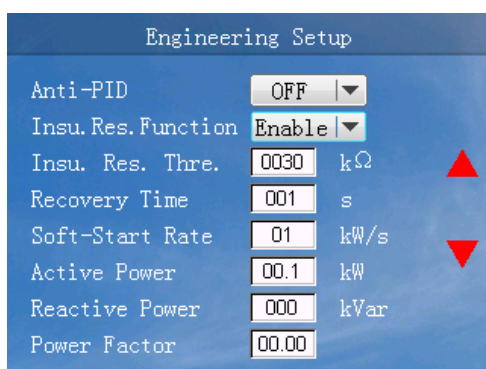 Engineering Setup
Anti-PID OFF
Insu.Res.Function Enable
Insu. Res. Thre. 0030 kΩ
Recovery Time 001 s
Soft-Start Rate 01 kW/s
Active Power 00.1 kW
Reactive Power 000 kVar
Power Factor 00.00